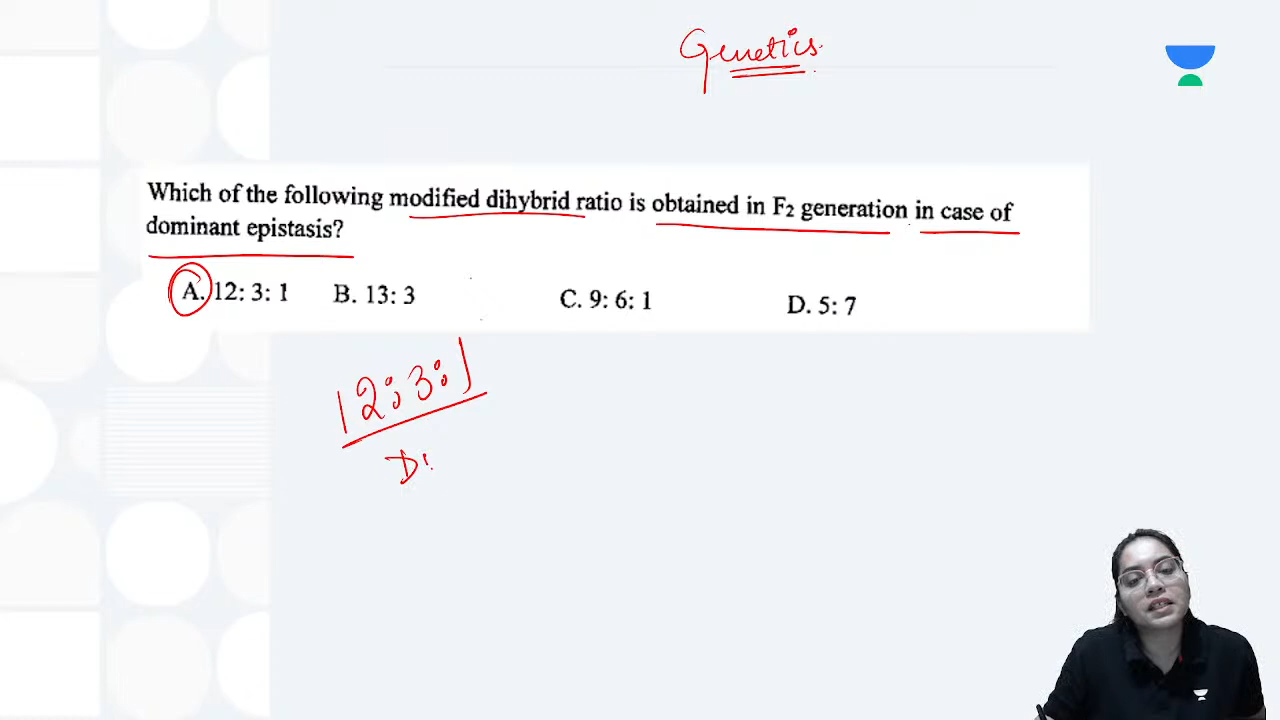 Genetics.
Which of the following modified dihybrid ratio is obtained in F₂ generation in case of
dominant epistasis?
A. 12: 3: 1 B. 13: 3 C. 9: 6: 1 D. 5: 7
12:3:1